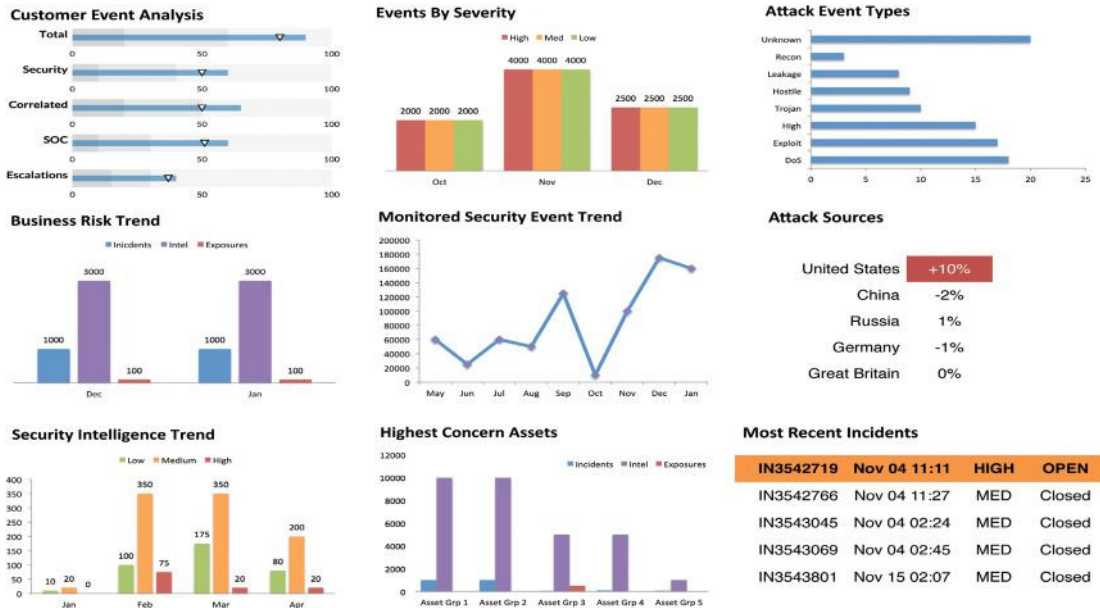 Customer Event Analysis
Total
0 50 100
Security
0 50 100
Correlated
0 50 100
SOC
0 50 100
Escalations
0 50 100
Events By Severity
High Med Low
2000 2000 2000
4000 4000 4000
2500 2500 2500
Oct Nov Dec
Attack Event Types
Unknown
Recon
Leakage
Hostile
Trojan
High
Exploit
DoS
0 5 10 15 20 25
Business Risk Trend
Inicdents Intel Exposures
1000 3000 100
1000 3000 100
Dec Jan
Monitored Security Event Trend
200000
180000
160000
140000
120000
100000
80000
60000
40000
20000
0
May Jun Jul Aug Sep Oct Nov Dec Jan
Attack Sources
United States +10%
China -2%
Russia 1%
Germany -1%
Great Britain 0%
Security Intelligence Trend
Low Medium High
400
350
300
250
200
150
100
50
0
10 20 0
100 350 75
175 350 20
80 200 20
Jan Feb Mar Apr
Highest Concern Assets
Incidents Intel Exposures
12000
10000
8000
6000
4000
2000
0
Asset Grp 1 Asset Grp 2 Asset Grp 3 Asset Grp 4 Asset Grp 5
Most Recent Incidents
IN3542719 Nov 04 11:11 HIGH OPEN
IN3542766 Nov 04 11:27 MED Closed
IN3543045 Nov 04 02:24 MED Closed
IN3543069 Nov 04 02:45 MED Closed
IN3543801 Nov 15 02:07 MED Closed